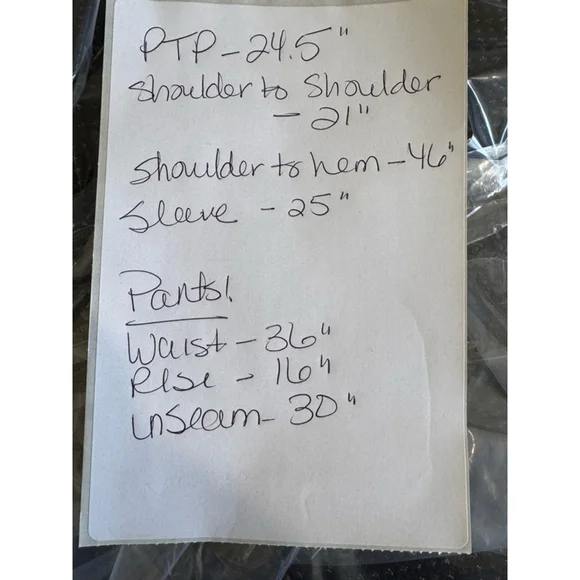 PTP - 24.5"
Shoulder to Shoulder
- 21"
Shoulder to hem - 46"
Sleeve - 25"
Pants!
Waist - 36"
Rise - 16"
inseam - 30"